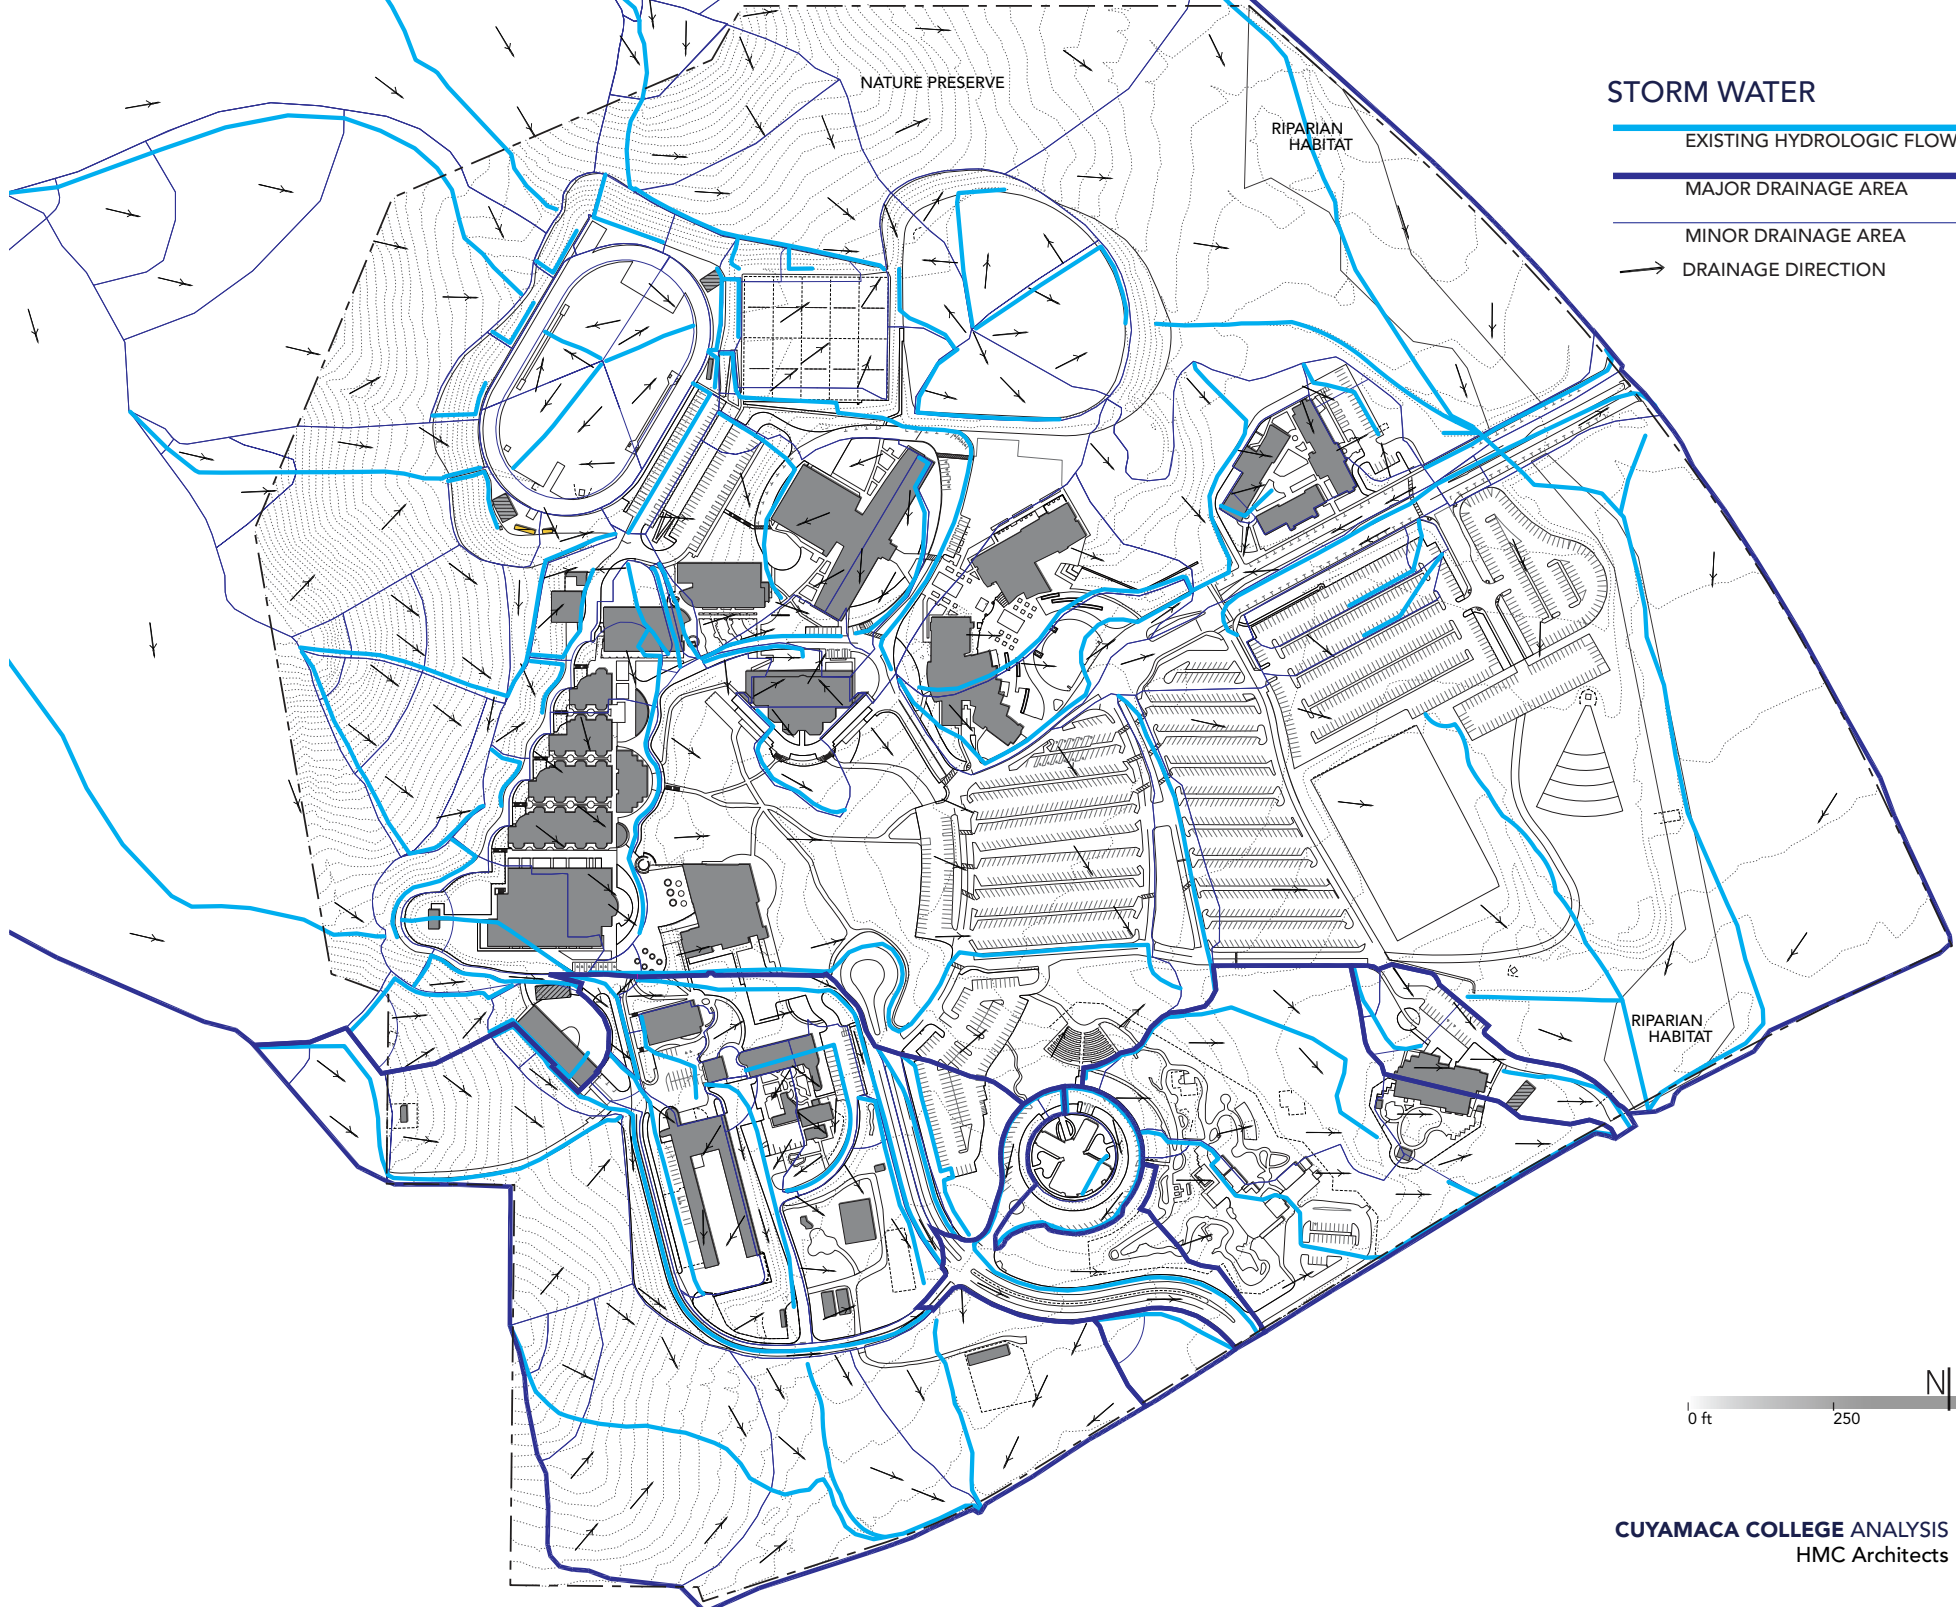 NATURE PRESERVE
RIPARIAN
HABITAT
STORM WATER
EXISTING HYDROLOGIC FLOW
MAJOR DRAINAGE AREA
MINOR DRAINAGE AREA
DRAINAGE DIRECTION
RIPARIAN
HABITAT
N
0 ft
250
CUYAMACA COLLEGE ANALYSIS
HMC Architects